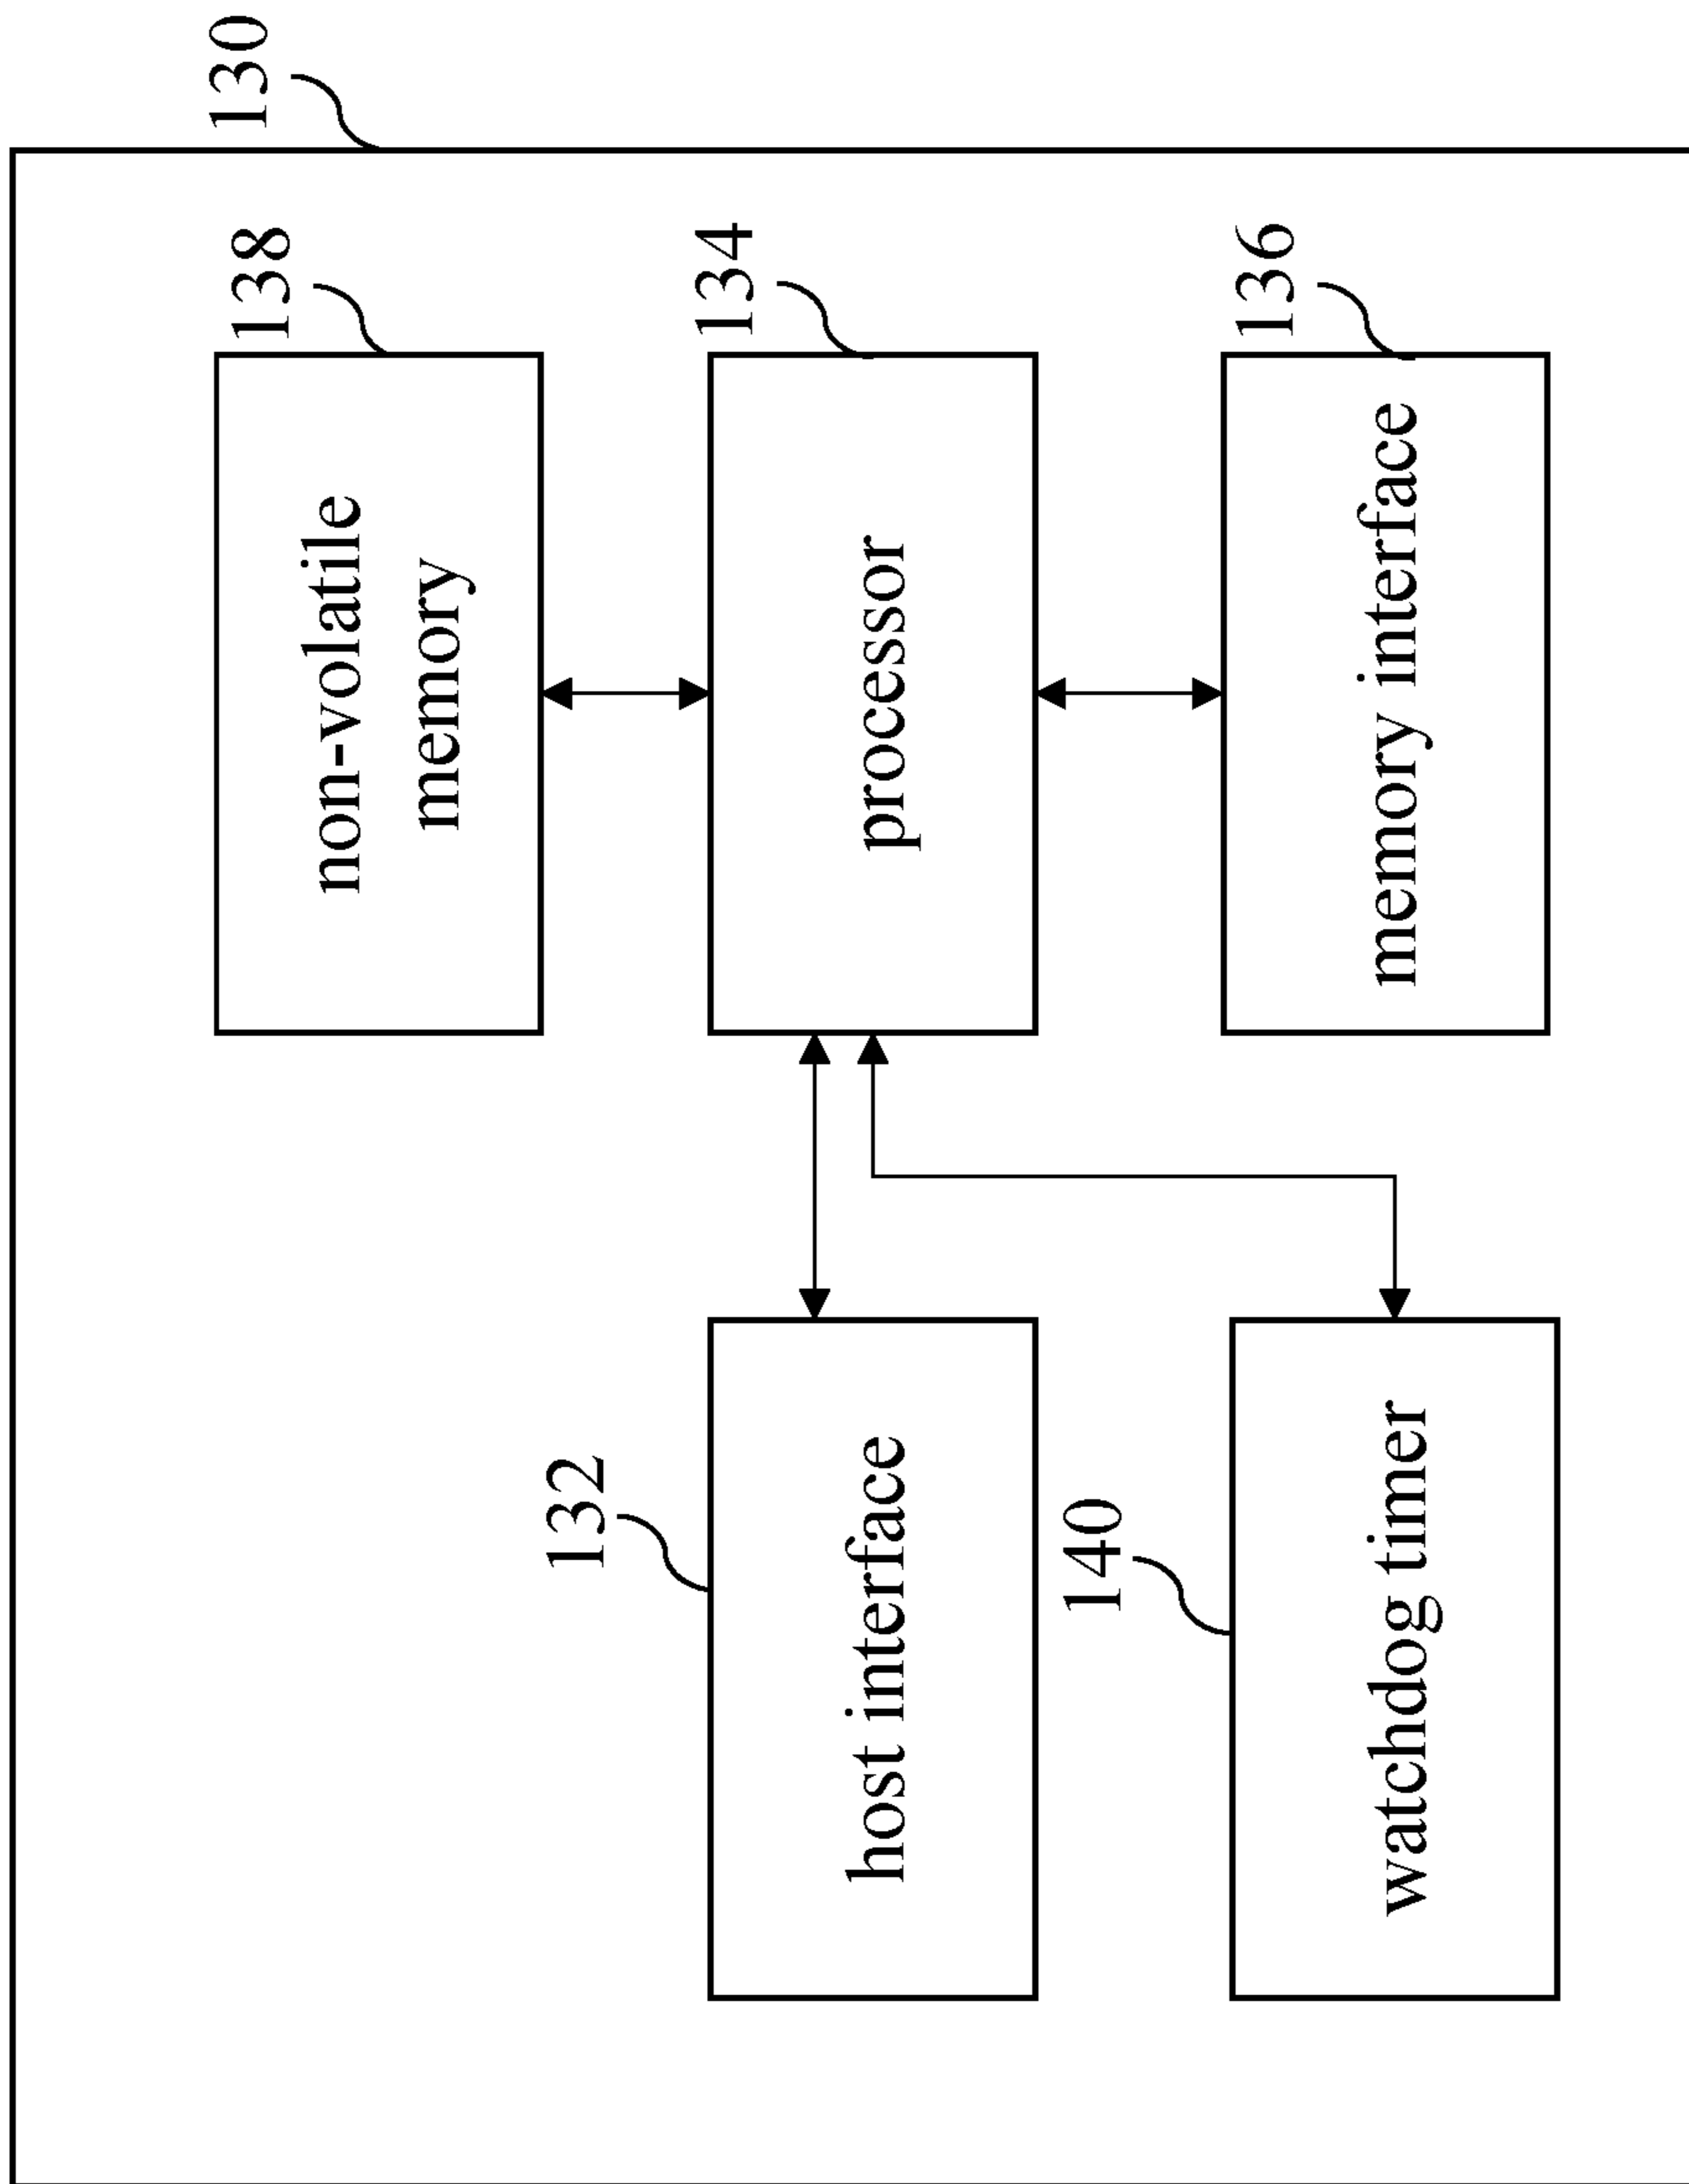 130
138
non-volatile
memory
132
134
host interface
processor
140
136
watchdog timer
memory interface